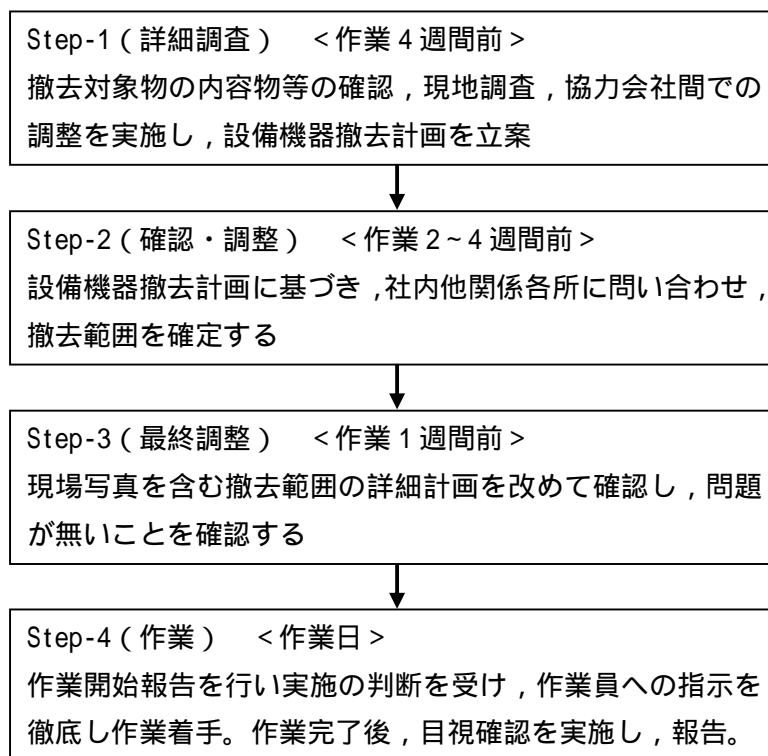 Step-1（詳細調査）　＜作業４週間前＞
撤去対象物の内容物等の確認，現地調査，協力会社間での
調整を実施し，設備機器撤去計画を立案
Step-2（確認・調整）　＜作業２~４週間前＞
設備機器撤去計画に基づき，社内他関係各所に問い合わせ，
撤去範囲を確定する
Step-3（最終調整）　＜作業１週間前＞
現場写真を含む撤去範囲の詳細計画を改めて確認し，問題
が無いことを確認する
Step-4（作業）　＜作業日＞
作業開始報告を行い実施の判断を受け，作業員への指示を
徹底し作業着手。作業完了後，目視確認を実施し，報告。